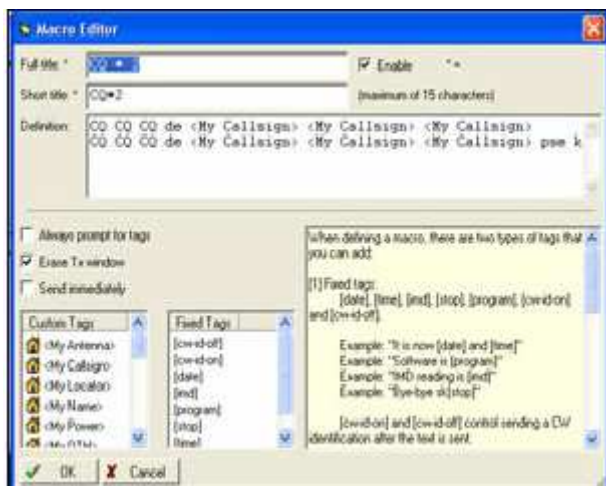 Macro Editor
Full title *
CQ * 2
Enable
* =
Short title *
CQ*2
(maximum of 15 characters)
Definition:
CQ CQ CQ de <My Callsign> <My Callsign> <My Callsign>
CQ CQ CQ de <My Callsign> <My Callsign> <My Callsign> pse k
Always prompt for tags
Erase Tx window
Send immediately
Custom Tags
<My Antenna>
<My Callsign>
<My Locator>
<My Name>
<My Power>
<My QTH>
Fixed Tags
[cw-id-off]
[cw-id-on]
[date]
[imd]
[program]
[stop]
[time]
When defining a macro, there are two types of tags that
you can add:
[1] Fixed tags:
[date], [time], [imd], [stop], [program], [cw-id-on]
and [cw-id-off].
Example: "It is now [date] and [time]"
Example: "Software is [program]"
Example: "IMD reading is [imd]"
Example: "Bye-bye sk[stop]"
[cw-id-on] and [cw-id-off] control sending a CW
identification after the text is sent.
OK
Cancel